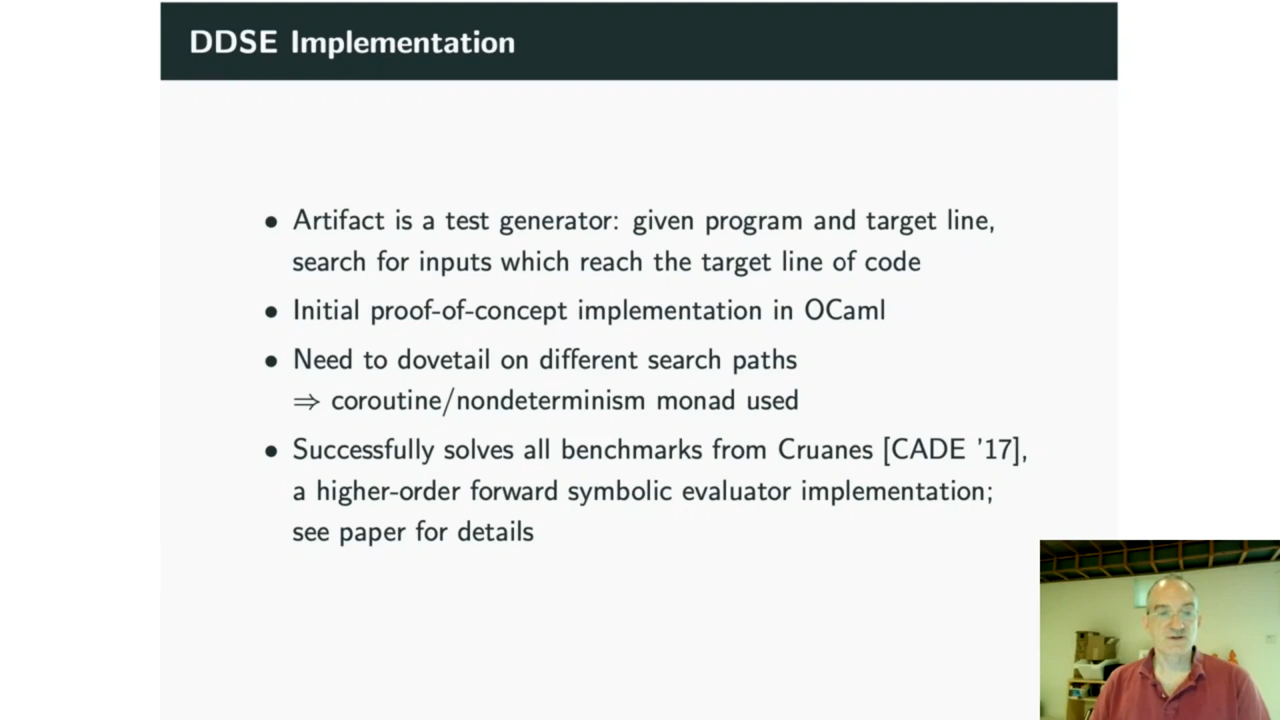 DDSE Implementation
• Artifact is a test generator: given program and target line,
search for inputs which reach the target line of code
• Initial proof-of-concept implementation in OCaml
• Need to dovetail on different search paths
⇒ coroutine/nondeterminism monad used
• Successfully solves all benchmarks from Cruanes [CADE '17],
a higher-order forward symbolic evaluator implementation;
see paper for details